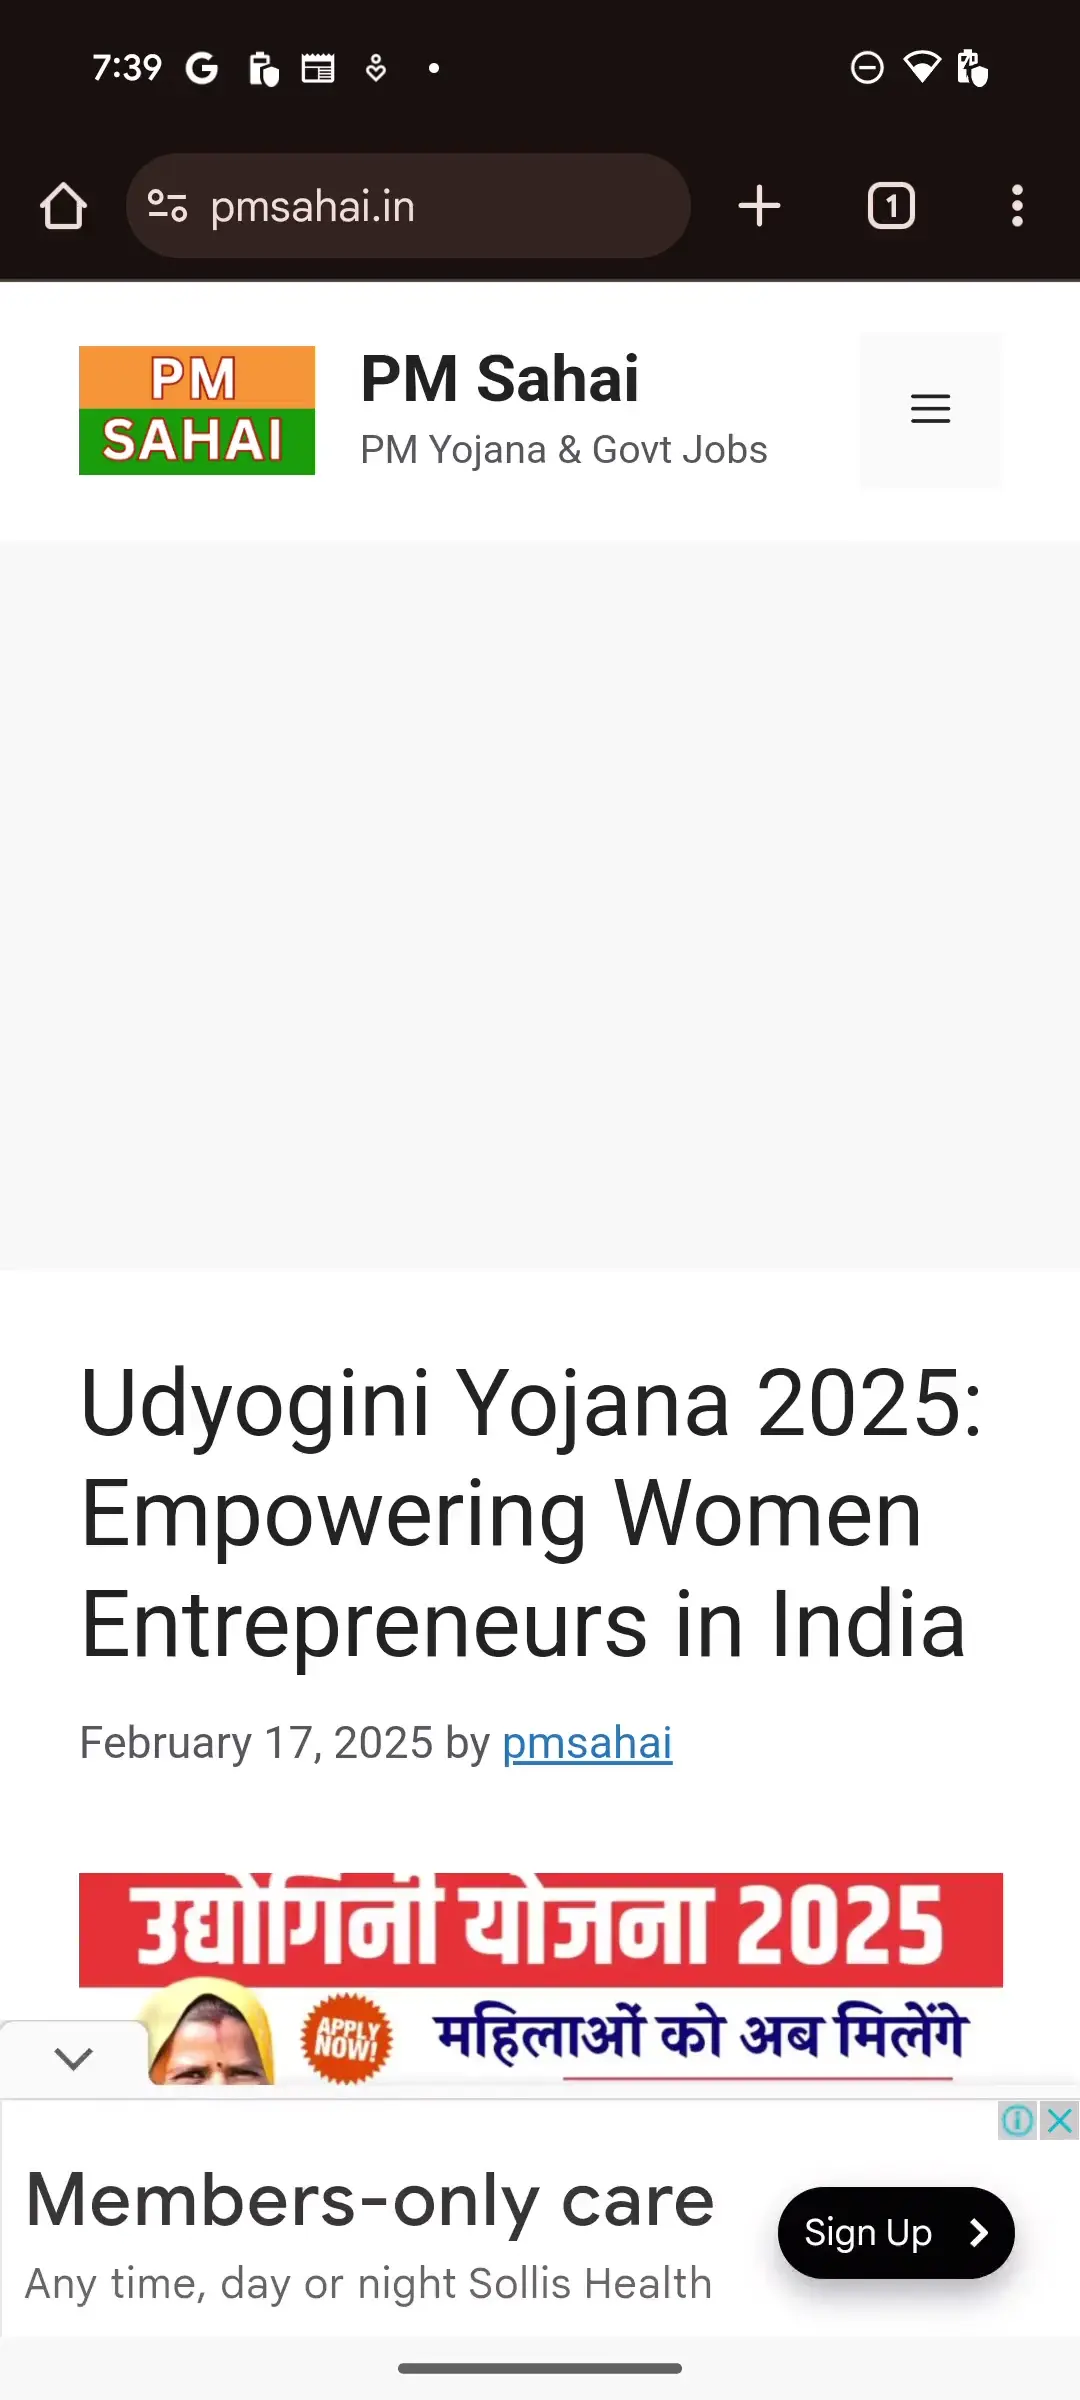 7:39
pmsahai.in
1
PM
SAHAI
PM Sahai
PM Yojana & Govt Jobs
Udyogini Yojana 2025:
Empowering Women
Entrepreneurs in India
February 17, 2025 by pmsahai
उद्योगिनी योजना 2025
APPLY
NOW!
महिलाओं को अब मिलेंगे
Members-only care
Any time, day or night Sollis Health
Sign Up